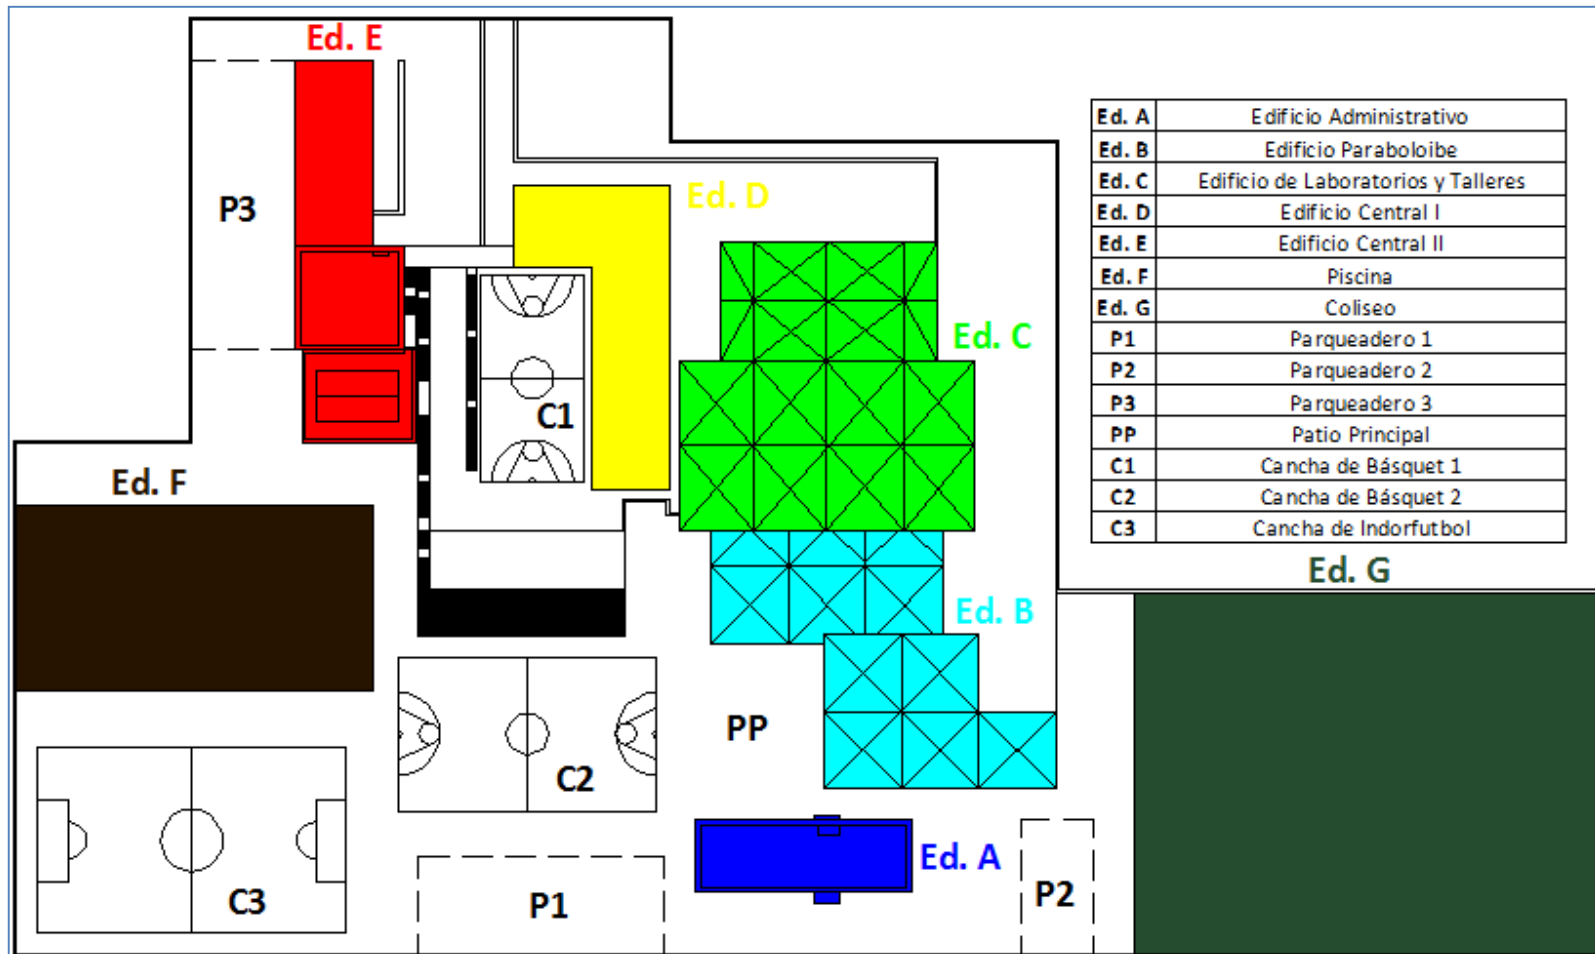 Ed. E
Ed. D
P3
Ed. C
C1
Ed. F
Ed. B
PP
C2
Ed. A
C3
P1
P2
Ed. G
Ed. A Edificio Administrativo
Ed. B Edificio Paraboloibe
Ed. C Edificio de Laboratorios y Talleres
Ed. D Edificio Central I
Ed. E Edificio Central II
Ed. F Piscina
Ed. G Coliseo
P1 Parqueadero 1
P2 Parqueadero 2
P3 Parqueadero 3
PP Patio Principal
C1 Cancha de Básquet 1
C2 Cancha de Básquet 2
C3 Cancha de Indorfutbol